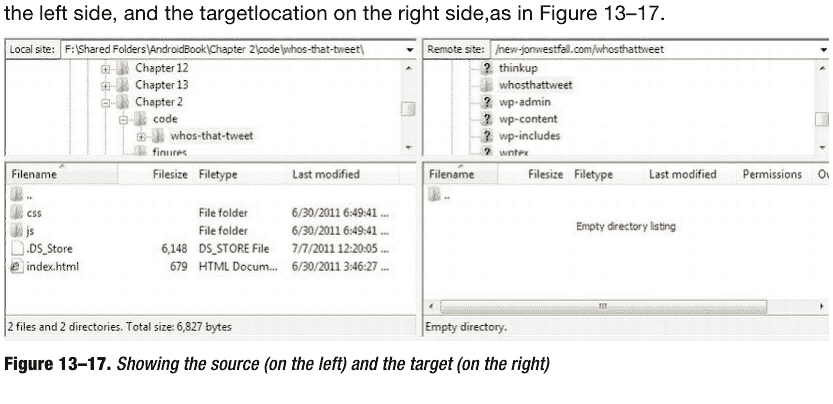 the left side, and the targetlocation on the right side,as in Figure 13–17.
Local site: F:\Shared Folders\AndroidBook\Chapter 2\code\whos-that-tweet\
Chapter 12
Chapter 13
Chapter 2
code
whos-that-tweet
figures
Remote site: /new-jonwestfall.com/whosthattweet
? thinkup
whosthattweet
? wp-admin
? wp-content
? wp-includes
? wptex
Filename Filesize Filetype Last modified
..
css File folder 6/30/2011 6:49:41 ...
js File folder 6/30/2011 6:49:41 ...
.DS_Store 6,148 DS_STORE File 7/7/2011 12:20:05 ...
index.html 679 HTML Docum... 6/30/2011 3:46:27 ...
2 files and 2 directories. Total size: 6,827 bytes
Filename Filesize Filetype Last modified Permissions Ov
..
Empty directory listing
Empty directory.
Figure 13–17. Showing the source (on the left) and the target (on the right)